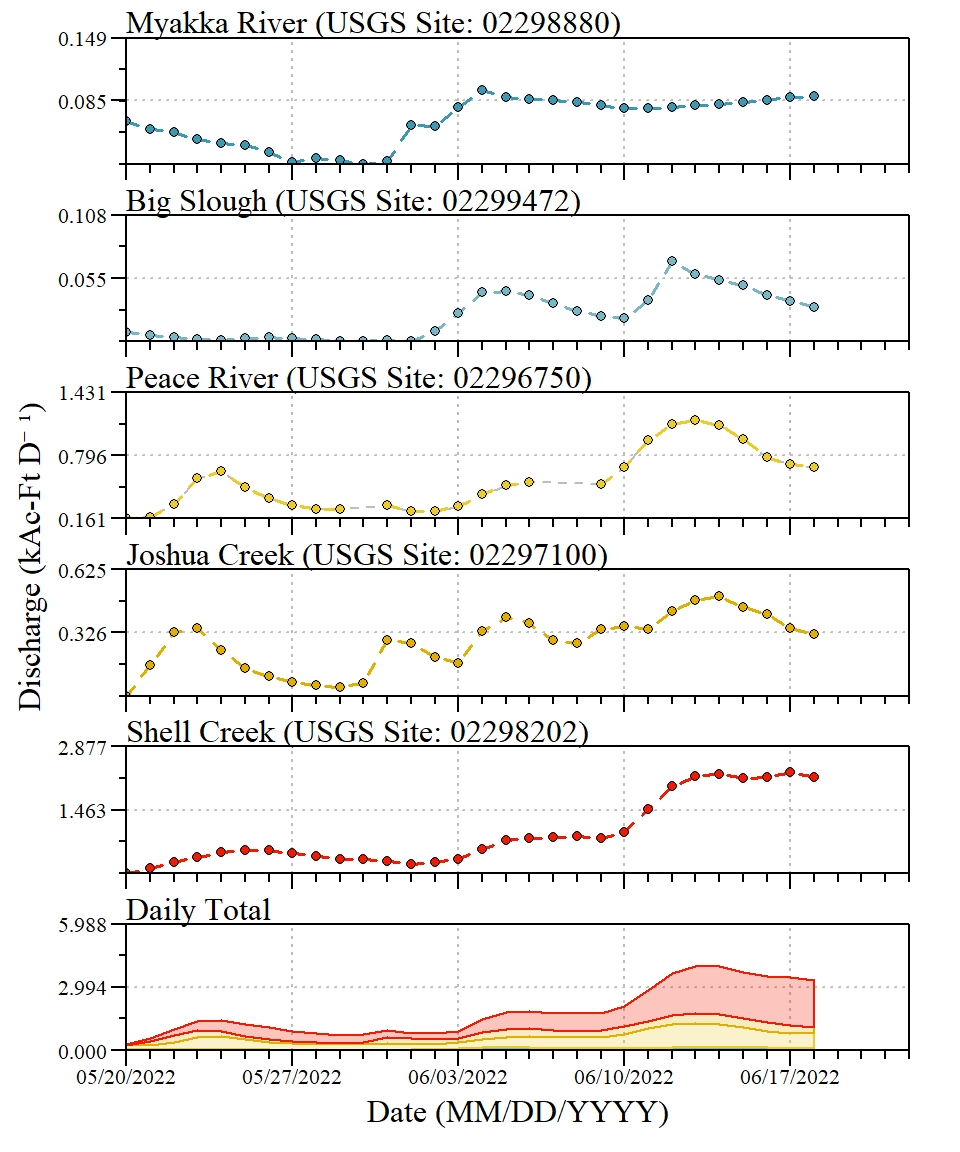 Myakka River (USGS Site: 02298880)
0.149
0.085
Big Slough (USGS Site: 02299472)
0.108
0.055
Peace River (USGS Site: 02296750)
1.431
0.796
0.161
Joshua Creek (USGS Site: 02297100)
0.625
0.326
Shell Creek (USGS Site: 02298202)
2.877
1.463
Daily Total
5.988
2.994
0.000
05/20/2022 05/27/2022 06/03/2022 06/10/2022 06/17/2022
Date (MM/DD/YYYY)
Discharge (kAc-Ft D⁻¹)